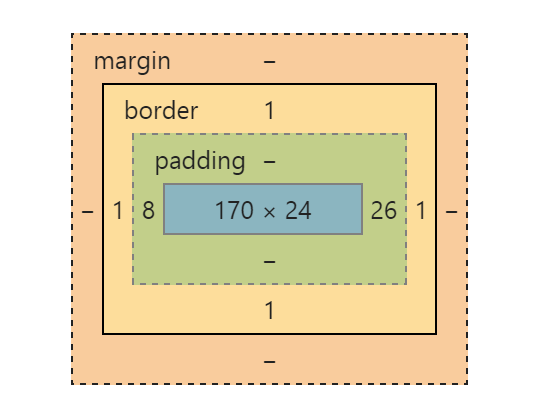 margin –
border 1
padding –
– 1 8 170 × 24 26 1 –
–
1
–